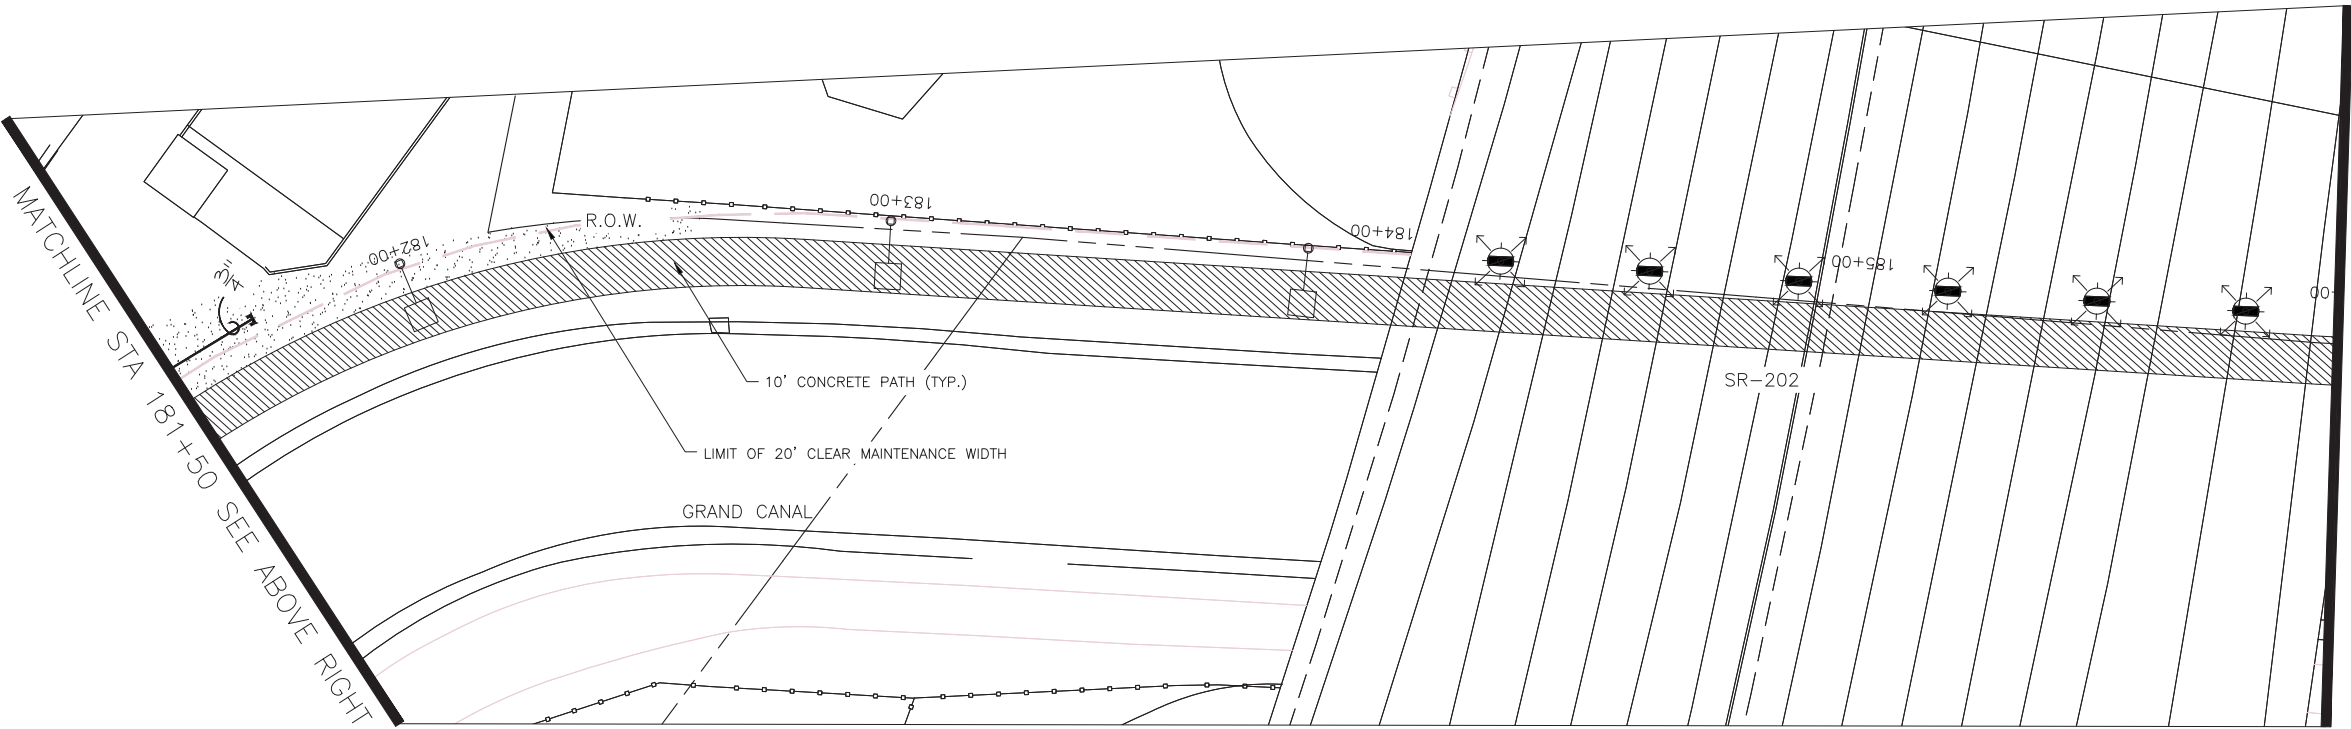 MATCHLINE STA 181+50 SEE ABOVE RIGHT
3/4"
182+00
R.O.W.
183+00
184+00
185+00
00
10' CONCRETE PATH (TYP.)
SR-202
LIMIT OF 20' CLEAR MAINTENANCE WIDTH
GRAND CANAL